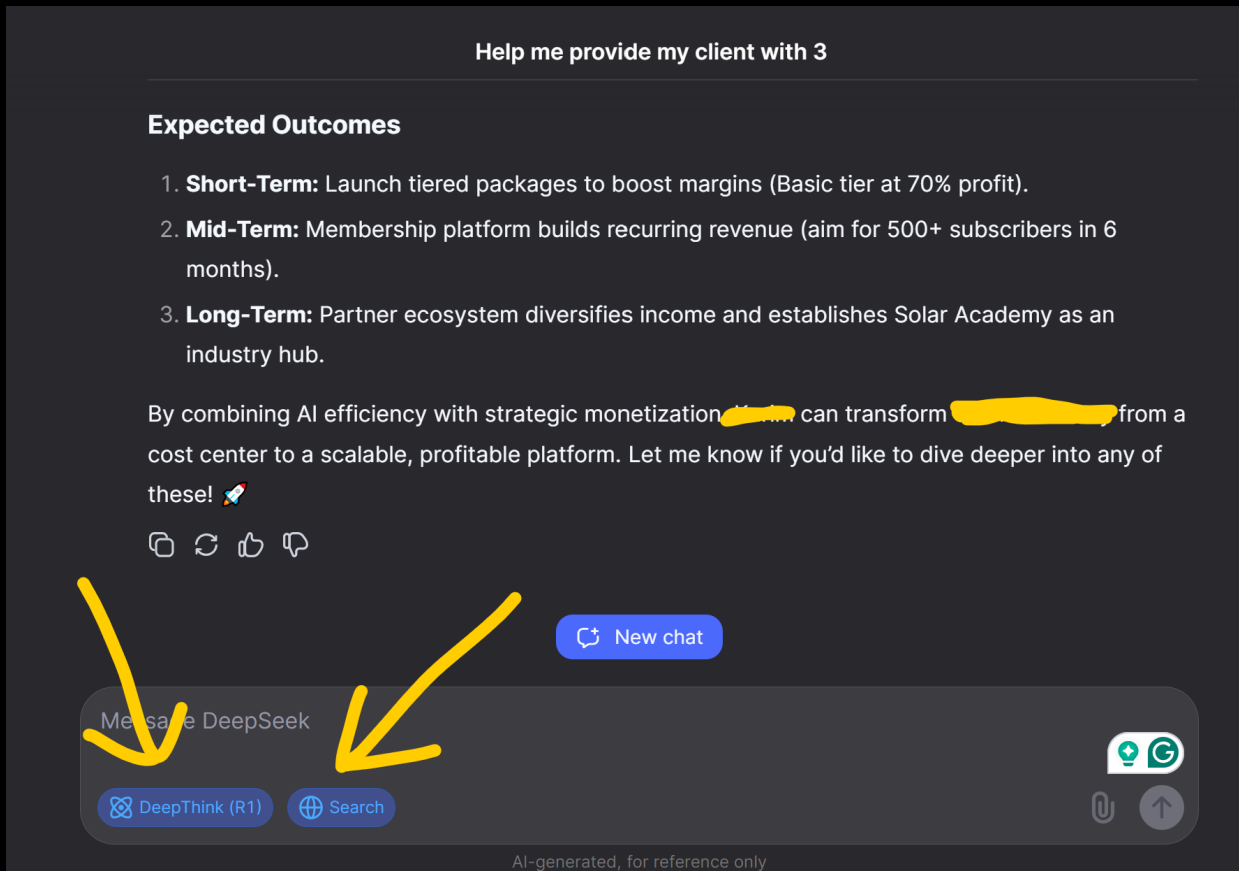 Help me provide my client with 3
Expected Outcomes
1. Short-Term: Launch tiered packages to boost margins (Basic tier at 70% profit).
2. Mid-Term: Membership platform builds recurring revenue (aim for 500+ subscribers in 6
months).
3. Long-Term: Partner ecosystem diversifies income and establishes Solar Academy as an
industry hub.
By combining AI efficiency with strategic monetization, can transform from a
cost center to a scalable, profitable platform. Let me know if you’d like to dive deeper into any of
these! 🚀
New chat
Message DeepSeek
DeepThink (R1) Search
AI-generated, for reference only